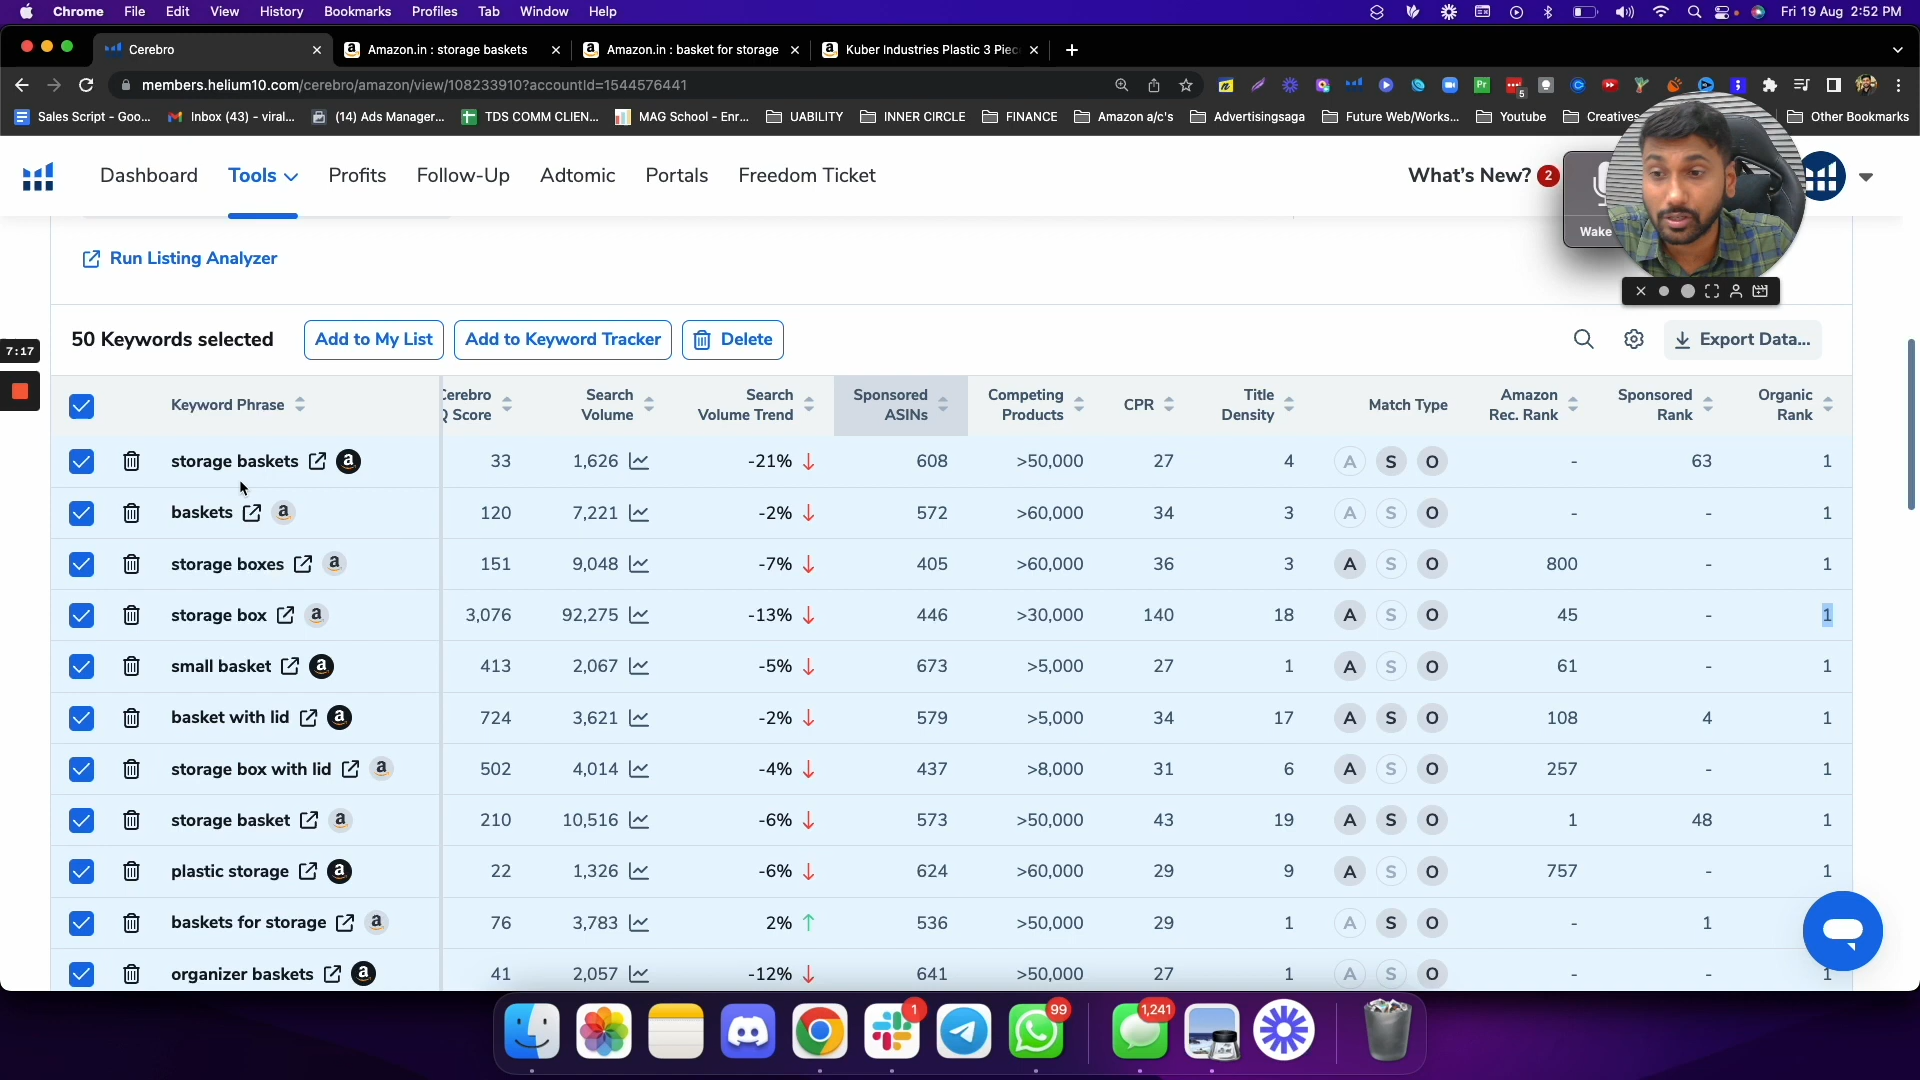 Chrome File Edit View History Bookmarks Profiles Tab Window Help Fri 19 Aug 2:52 PM
Cerebro Amazon.in : storage baskets Amazon.in : basket for storage Kuber Industries Plastic 3 Piec
members.helium10.com/cerebro/amazon/view/108233910?accountId=1544576441
Sales Script - Goo... Inbox (43) - viral... (14) Ads Manager... TDS COMM CLIEN... MAG School - Enr... UABILITY INNER CIRCLE FINANCE Amazon a/c's Advertisingsaga Future Web/Works... Youtube Creatives Other Bookmarks
Dashboard Tools Profits Follow-Up Adtomic Portals Freedom Ticket What's New? 2
Wake
Run Listing Analyzer
50 Keywords selected Add to My List Add to Keyword Tracker Delete Export Data...
7:17
Keyword Phrase Cerebro IQ Score Search Volume Search Volume Trend Sponsored ASINs Competing Products CPR Title Density Match Type Amazon Rec. Rank Sponsored Rank Organic Rank
storage baskets 33 1,626 -21% 608 >50,000 27 4 A S O - 63 1
baskets 120 7,221 -2% 572 >60,000 34 3 A S O - - 1
storage boxes 151 9,048 -7% 405 >60,000 36 3 A S O 800 - 1
storage box 3,076 92,275 -13% 446 >30,000 140 18 A S O 45 - 1
small basket 413 2,067 -5% 673 >5,000 27 1 A S O 61 - 1
basket with lid 724 3,621 -2% 579 >5,000 34 17 A S O 108 4 1
storage box with lid 502 4,014 -4% 437 >8,000 31 6 A S O 257 - 1
storage basket 210 10,516 -6% 573 >50,000 43 19 A S O 1 48 1
plastic storage 22 1,326 -6% 624 >60,000 29 9 A S O 757 - 1
baskets for storage 76 3,783 2% 536 >50,000 29 1 A S O - 1
organizer baskets 41 2,057 -12% 641 >50,000 27 1 A S O - - 1
1 99 1,241